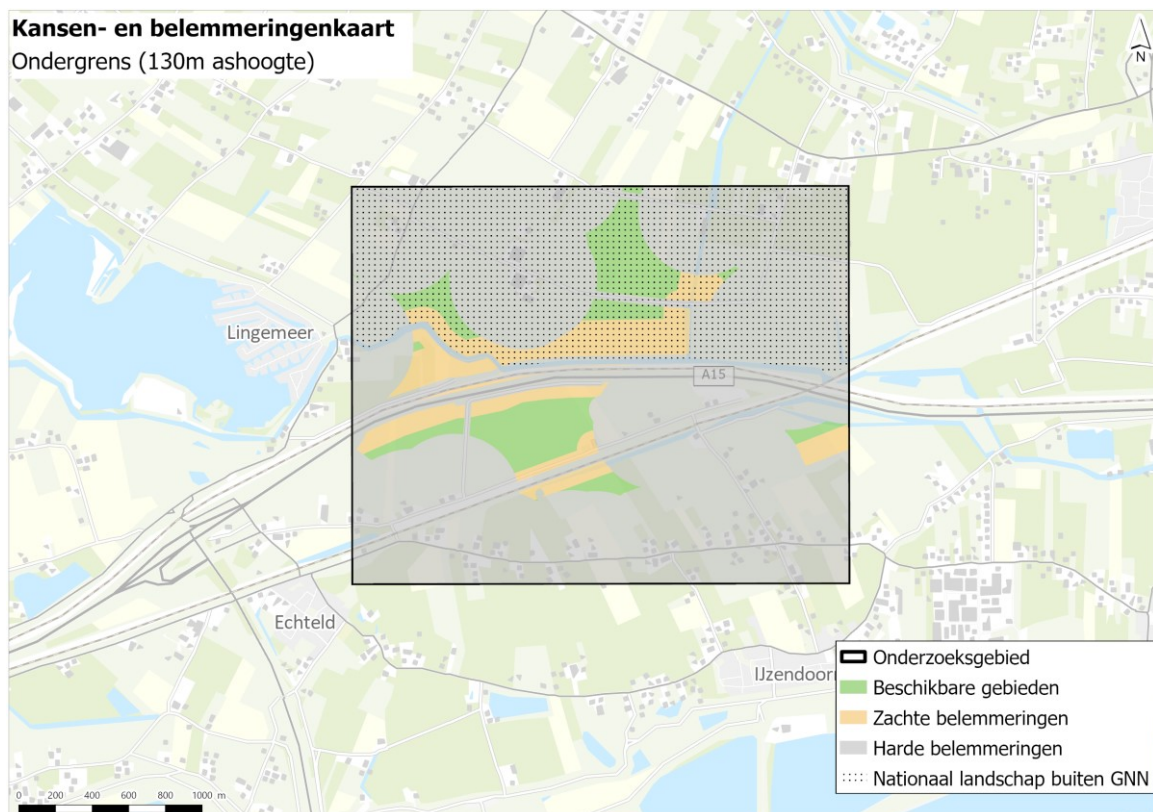 Kansen- en belemmeringenkaart
Ondergrens (130m ashoogte)
N
Lingemeer
A15
Echteld
IJzendoorn
Onderzoeksgebied
Beschikbare gebieden
Zachte belemmeringen
Harde belemmeringen
Nationaal landschap buiten GNN
0 200 400 600 800 1000 m